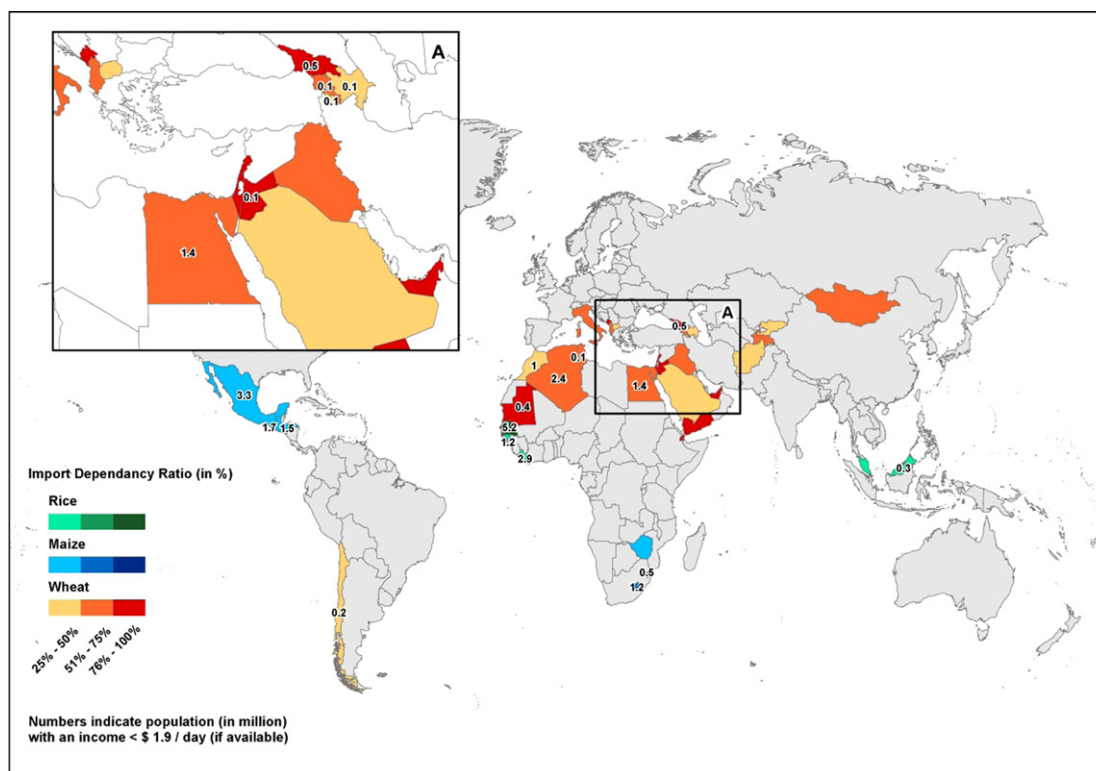 A
0.5
0.1
0.1
0.1
0.1
1.4
A
0.5
0.1
1
2.4
1.4
0.4
5.2
1.2
2.9
3.3
1.7
1.5
0.3
0.5
1.2
0.2
Import Dependancy Ratio (in %)
Rice
Maize
Wheat
25% - 50%
51% - 75%
76% - 100%
Numbers indicate population (in million)
with an income < $ 1.9 / day (if available)